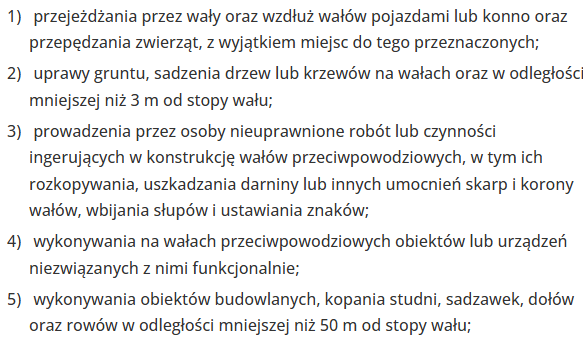 1) przejeżdżania przez wały oraz wzdłuż wałów pojazdami lub konno oraz
przepędzania zwierząt, z wyjątkiem miejsc do tego przeznaczonych;
2) uprawy gruntu, sadzenia drzew lub krzewów na wałach oraz w odległości
mniejszej niż 3 m od stopy wału;
3) prowadzenia przez osoby nieuprawnione robót lub czynności
ingerujących w konstrukcję wałów przeciwpowodziowych, w tym ich
rozkopywania, uszkadzania darniny lub innych umocnień skarp i korony
wałów, wbijania słupów i ustawiania znaków;
4) wykonywania na wałach przeciwpowodziowych obiektów lub urządzeń
niezwiązanych z nimi funkcjonalnie;
5) wykonywania obiektów budowlanych, kopania studni, sadzawek, dołów
oraz rowów w odległości mniejszej niż 50 m od stopy wału;